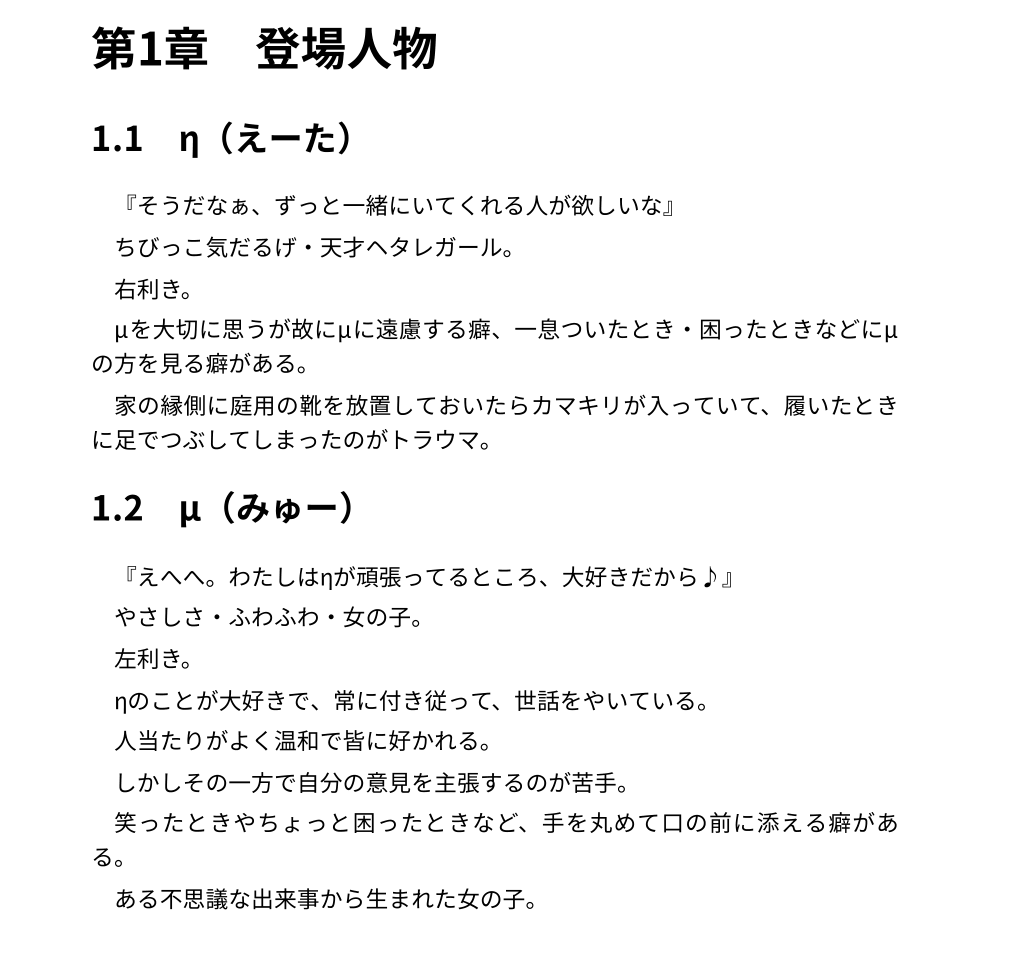 第1章　登場人物
1.1　η（えーた）
『そうだなぁ、ずっと一緒にいてくれる人が欲しいな』
ちびっこ気だるげ・天才ヘタレガール。
右利き。
μを大切に思うが故にμに遠慮する癖、一息ついたとき・困ったときなどにμ
の方を見る癖がある。
家の縁側に庭用の靴を放置しておいたらカマキリが入っていて、履いたとき
に足でつぶしてしまったのがトラウマ。
1.2　μ（みゅー）
『えへへ。わたしはηが頑張ってるところ、大好きだから♪』
やさしさ・ふわふわ・女の子。
左利き。
ηのことが大好きで、常に付き従って、世話をやいている。
人当たりがよく温和で皆に好かれる。
しかしその一方で自分の意見を主張するのが苦手。
笑ったときやちょっと困ったときなど、手を丸めて口の前に添える癖があ
る。
ある不思議な出来事から生まれた女の子。